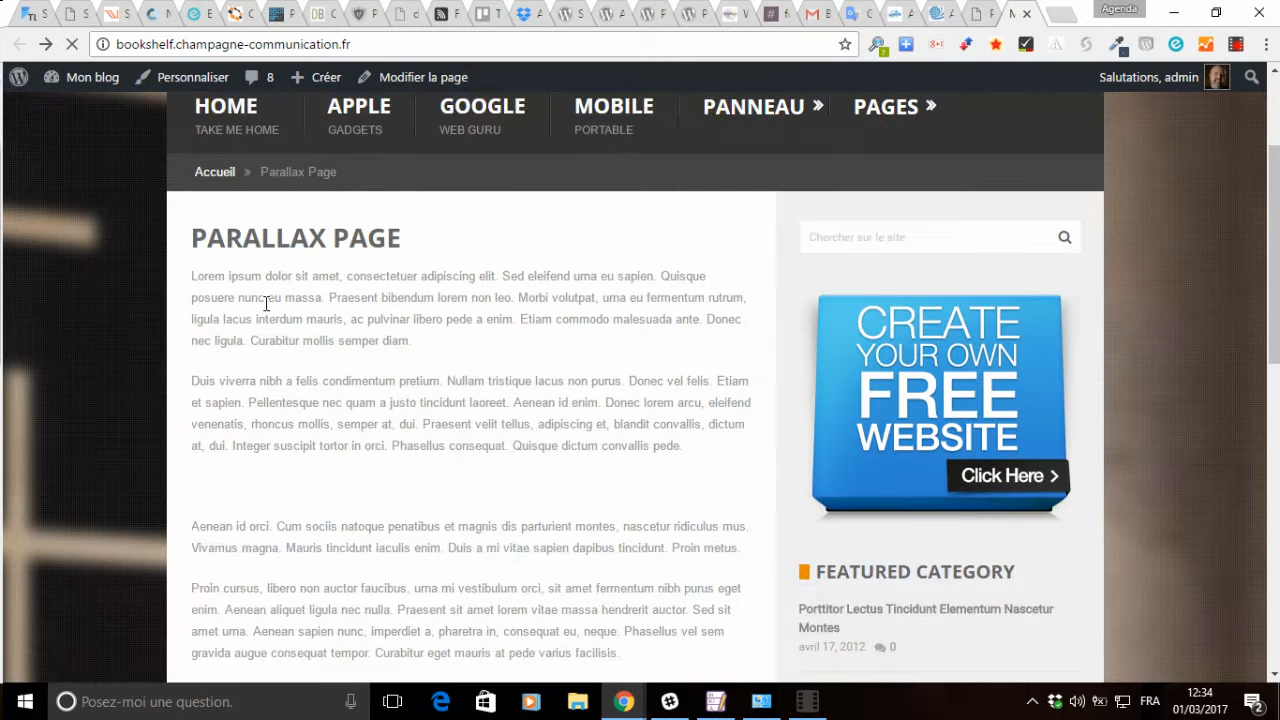 Agenda
bookshelf.champagne-communication.fr
Mon blog Personnaliser 8 Créer Modifier la page Salutations, admin
HOME APPLE GOOGLE MOBILE PANNEAU » PAGES »
TAKE ME HOME GADGETS WEB GURU PORTABLE
Accueil » Parallax Page
PARALLAX PAGE
Lorem ipsum dolor sit amet, consectetuer adipiscing elit. Sed eleifend urna eu sapien. Quisque
posuere nunc eu massa. Praesent bibendum lorem non leo. Morbi volutpat, urna eu fermentum rutrum,
ligula lacus interdum mauris, ac pulvinar libero pede a enim. Etiam commodo malesuada ante. Donec
nec ligula. Curabitur mollis semper diam.
Duis viverra nibh a felis condimentum pretium. Nullam tristique lacus non purus. Donec vel felis. Etiam
et sapien. Pellentesque nec quam a justo tincidunt laoreet. Aenean id enim. Donec lorem arcu, eleifend
venenatis, rhoncus mollis, semper at, dui. Praesent velit tellus, adipiscing et, blandit convallis, dictum
at, dui. Integer suscipit tortor in orci. Phasellus consequat. Quisque dictum convallis pede.
Aenean id orci. Cum sociis natoque penatibus et magnis dis parturient montes, nascetur ridiculus mus.
Vivamus magna. Mauris tincidunt iaculis enim. Duis a mi vitae sapien dapibus tincidunt. Proin metus.
Proin cursus, libero non auctor faucibus, urna mi vestibulum orci, sit amet fermentum nibh purus eget
enim. Aenean aliquet ligula nec nulla. Praesent sit amet lorem vitae massa hendrerit auctor. Sed sit
amet urna. Aenean sapien nunc, imperdiet a, pharetra in, consequat eu, neque. Phasellus vel sem
gravida augue consequat tempor. Curabitur eget mauris at pede varius facilisis.
Chercher sur le site
CREATE
YOUR OWN
FREE
WEBSITE
Click Here >
FEATURED CATEGORY
Porttitor Lectus Tincidunt Elementum Nascetur
Montes
avril 17, 2012 0
Posez-moi une question.
FRA
12:34
01/03/2017
2